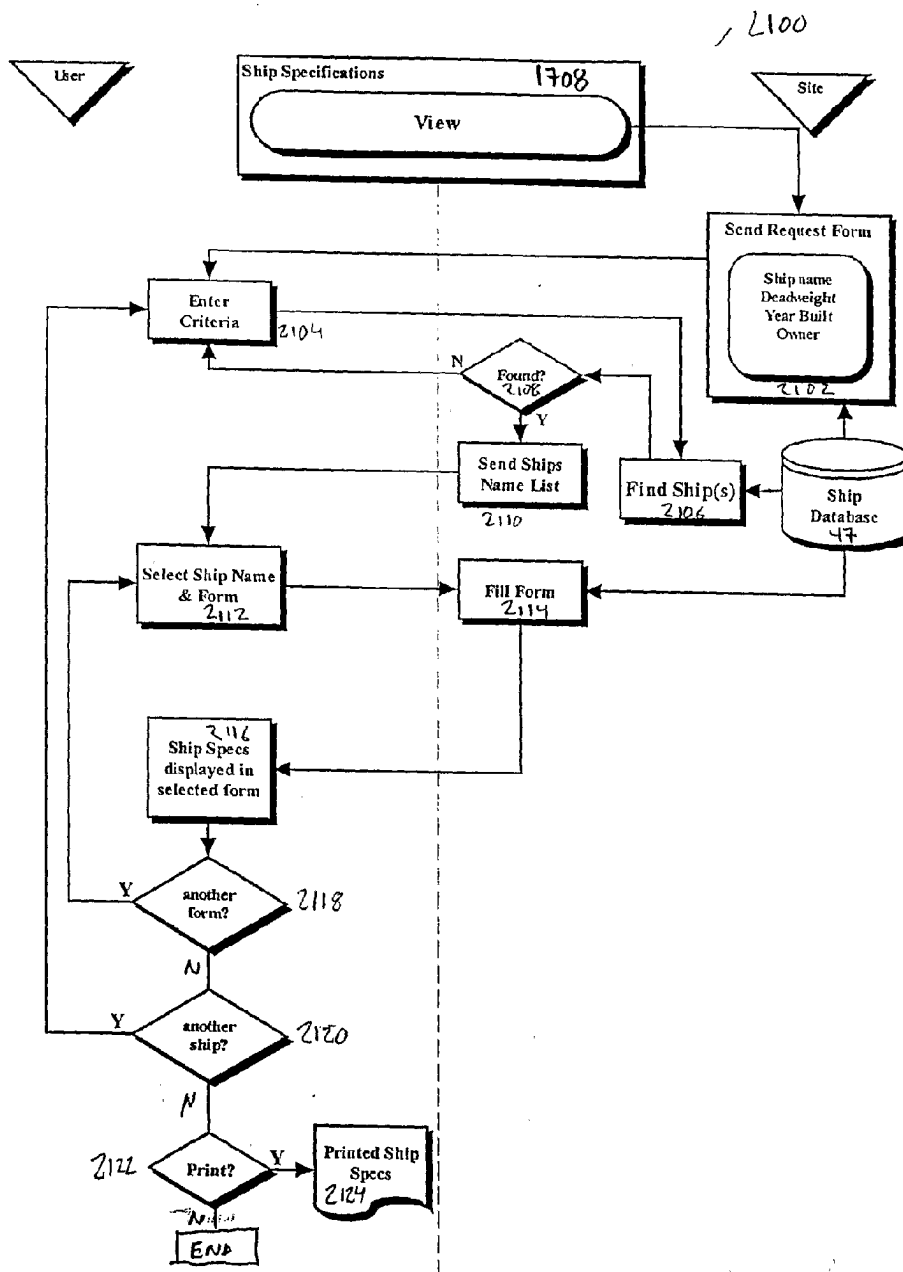 2100
User
Ship Specifications
1708
View
Site
Send Request Form
Ship name
Deadweight
Year Built
Owner
2102
Enter
Criteria
2104
N
Found?
2108
Y
Send Ships
Name List
2110
Find Ship(s)
2106
Ship
Database
47
Select Ship Name
& Form
2112
Fill Form
2114
2116
Ship Specs
displayed in
selected form
Y
another
form?
2118
N
Y
another
ship?
2120
N
2122
Print?
Y
Printed Ship
Specs
2124
N
END